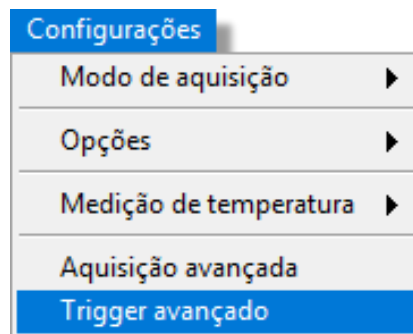 Configurações
Modo de aquisição
Opções
Medição de temperatura
Aquisição avançada
Trigger avançado